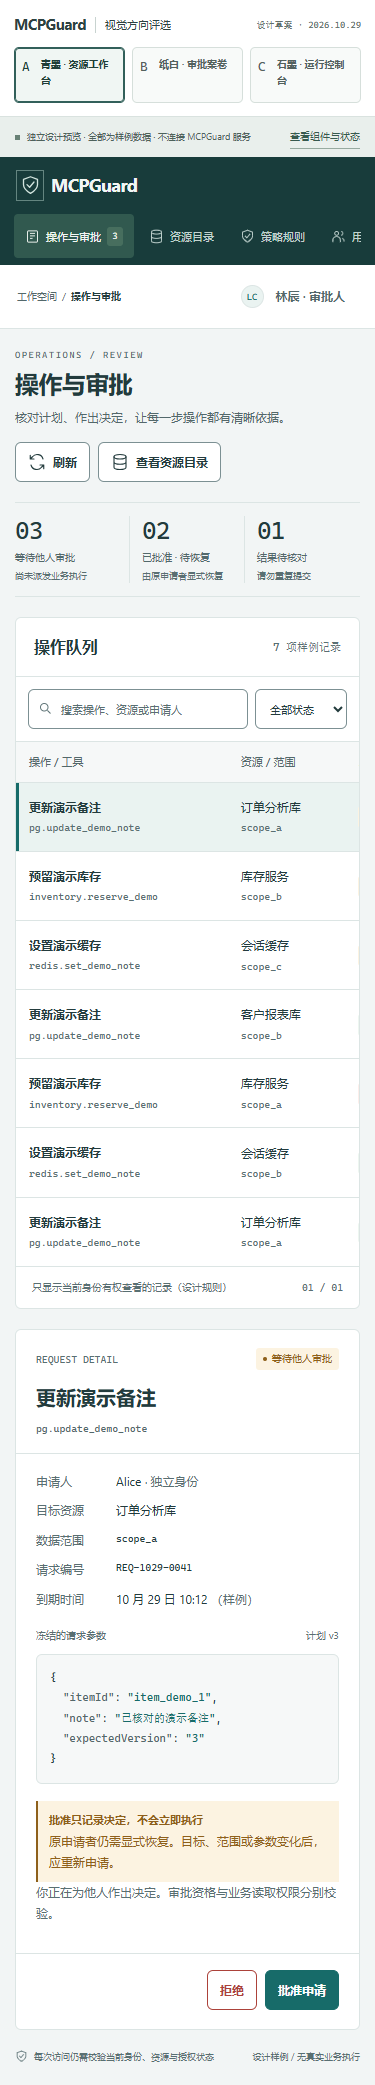 MCPGuard 视觉方向评选 设计草案 · 2026.10.29
A 青墨 · 资源工作台
B 纸白 · 审批案卷
C 石墨 · 运行控制台
独立设计预览 · 全部为样例数据 · 不连接 MCPGuard 服务 查看组件与状态
MCPGuard
操作与审批 3 资源目录 策略规则 用
工作空间 / 操作与审批 LC 林辰 · 审批人
OPERATIONS / REVIEW
操作与审批
核对计划、作出决定，让每一步操作都有清晰依据。
刷新 查看资源目录
03 02 01
等待他人审批 已批准 · 待恢复 结果待核对
尚未派发业务执行 由原申请者显式恢复 请勿重复提交
操作队列 7 项样例记录
搜索操作、资源或申请人 全部状态
操作 / 工具 资源 / 范围
更新演示备注 订单分析库
pg.update_demo_note scope_a
预留演示库存 库存服务
inventory.reserve_demo scope_b
设置演示缓存 会话缓存
redis.set_demo_note scope_c
更新演示备注 客户报表库
pg.update_demo_note scope_b
预留演示库存 库存服务
inventory.reserve_demo scope_a
设置演示缓存 会话缓存
redis.set_demo_note scope_b
更新演示备注 订单分析库
pg.update_demo_note scope_a
只显示当前身份有权查看的记录（设计规则） 01 / 01
REQUEST DETAIL 等待他人审批
更新演示备注
pg.update_demo_note
申请人 Alice · 独立身份
目标资源 订单分析库
数据范围 scope_a
请求编号 REQ-1029-0041
到期时间 10 月 29 日 10:12 （样例）
冻结的请求参数 计划 v3
{
"itemId": "item_demo_1",
"note": "已核对的演示备注",
"expectedVersion": "3"
}
批准只记录决定，不会立即执行
原申请者仍需显式恢复。目标、范围或参数变化后，
应重新申请。
你正在为他人作出决定。审批资格与业务读取权限分别校
验。
拒绝 批准申请
每次访问仍需校验当前身份、资源与授权状态 设计样例 / 无真实业务执行